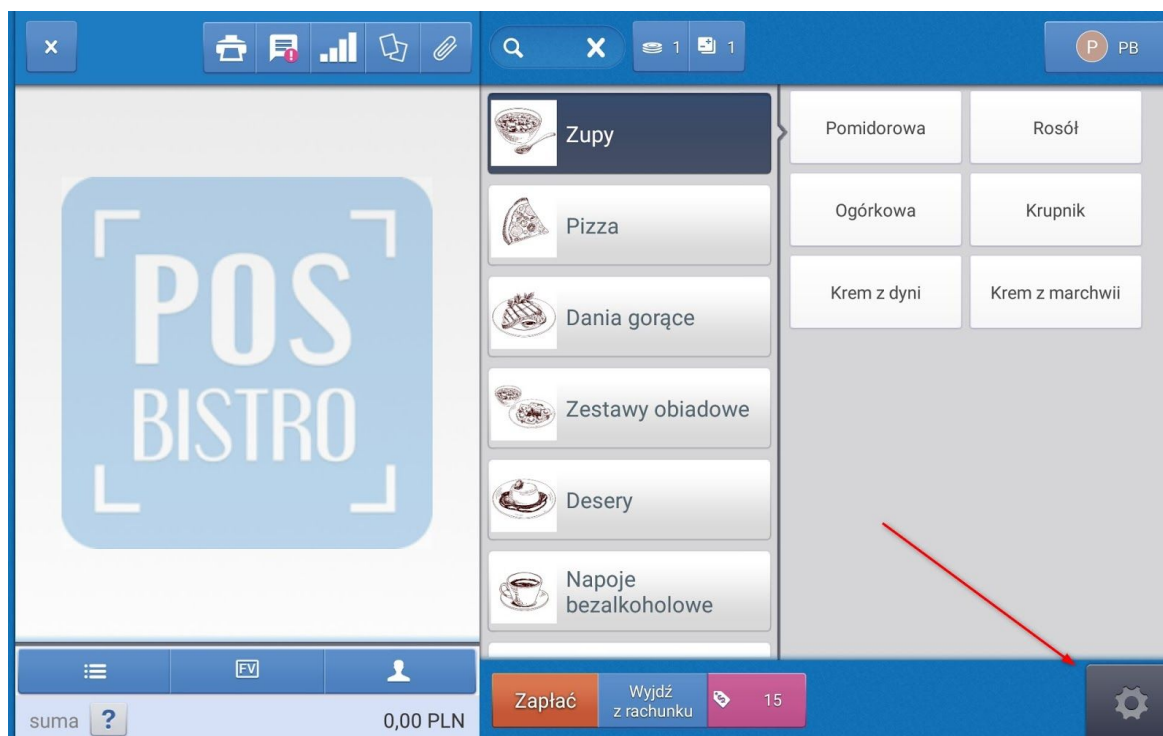 1
1
P PB
Zupy
Pizza
Dania gorące
Zestawy obiadowe
Desery
Napoje
bezalkoholowe
Pomidorowa
Rosół
Ogórkowa
Krupnik
Krem z dyni
Krem z marchwii
POS
BISTRO
FV
suma ? 0,00 PLN
Zapłać
Wyjdź
z rachunku
15